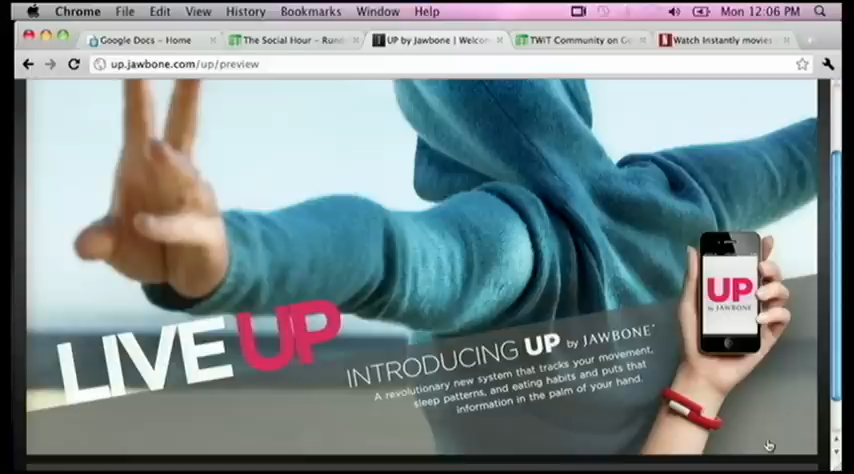 Chrome File Edit View History Bookmarks Window Help Mon 12:06 PM
Google Docs - Home The Social Hour - UP by Jawbone | TWiT Community on Watch Instantly movies
up.jawbone.com/up/preview
UP
by JAWBONE
LIVE UP
INTRODUCING UP by JAWBONE
A revolutionary new system that tracks your movement,
sleep patterns, and eating habits and puts that
information in the palm of your hand.